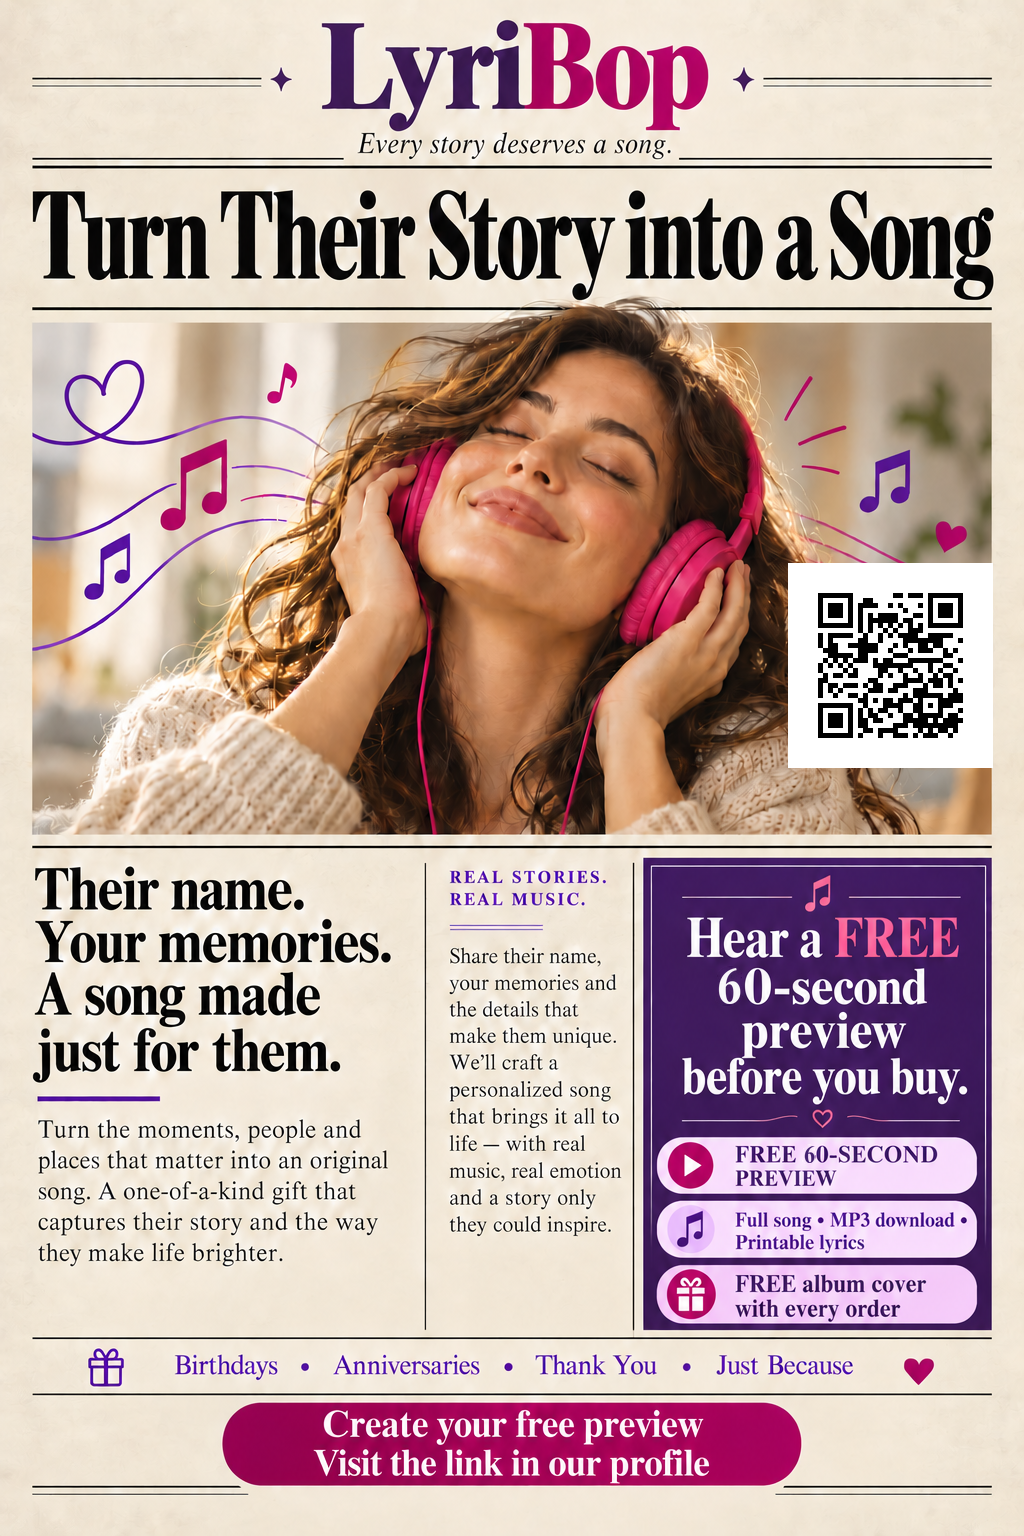 LyriBop
Every story deserves a song.
Turn Their Story into a Song
Their name.
Your memories.
A song made
just for them.
Turn the moments, people and
places that matter into an original
song. A one-of-a-kind gift that
captures their story and the way
they make life brighter.
REAL STORIES.
REAL MUSIC.
Share their name,
your memories and
the details that
make them unique.
We'll craft a
personalized song
that brings it all to
life — with real
music, real emotion
and a story only
they could inspire.
Hear a FREE
60-second
preview
before you buy.
FREE 60-SECOND
PREVIEW
Full song • MP3 download •
Printable lyrics
FREE album cover
with every order
Birthdays • Anniversaries • Thank You • Just Because
Create your free preview
Visit the link in our profile